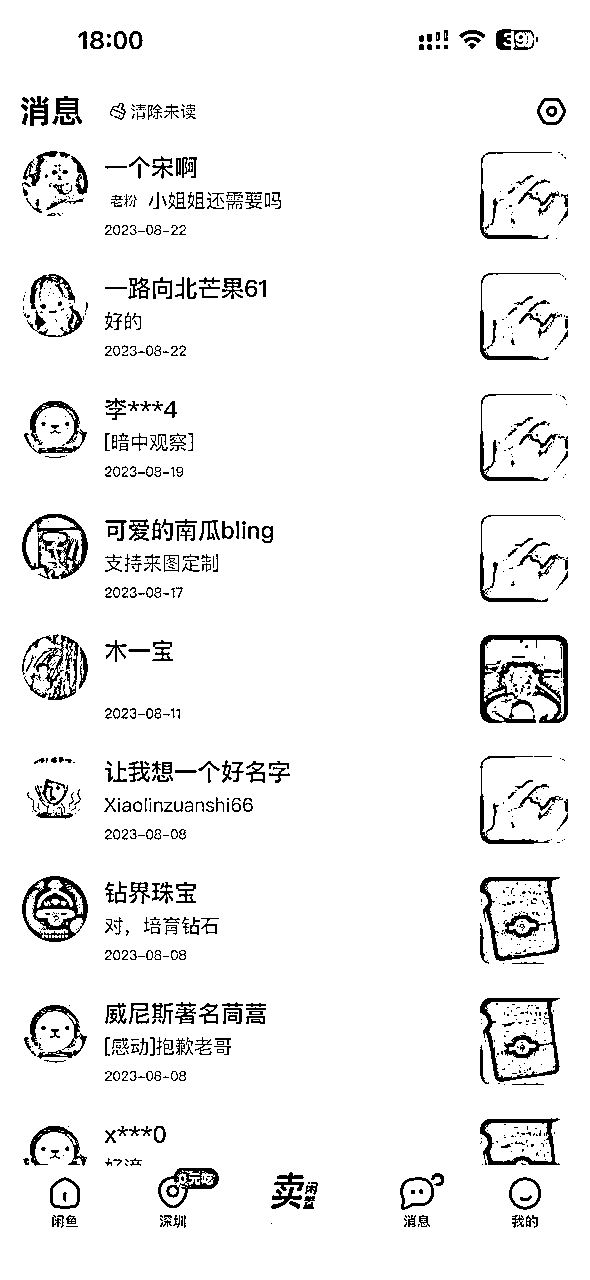 18:00
39
消息
清除未读
一个宋啊
老粉 小姐姐还需要吗
2023-08-22
一路向北芒果61
好的
2023-08-22
李***4
[暗中观察]
2023-08-19
可爱的南瓜bling
支持来图定制
2023-08-17
木一宝
2023-08-11
让我想一个好名字
Xiaolinzuanshi66
2023-08-08
钻界珠宝
对，培育钻石
2023-08-08
威尼斯著名茼蒿
[感动]抱歉老哥
2023-08-08
x***0
0元吃
卖闲置
闲鱼
深圳
消息
我的